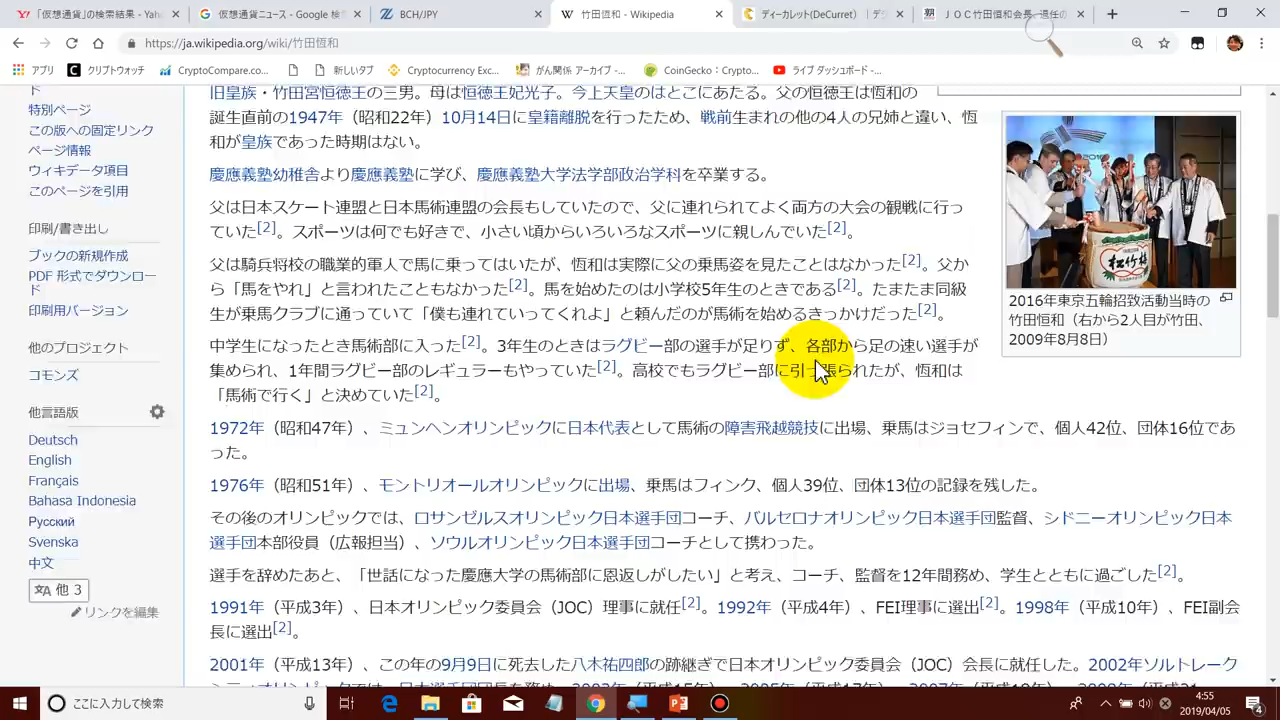 「仮想通貨」の検索結果 - Yah
仮想通貨ニュース - Google 検索
BCH/JPY
竹田恆和 - Wikipedia
ディーカレット(DeCurret) | デジ
ＪＯＣ竹田恒和会長 退任の
https://ja.wikipedia.org/wiki/竹田恆和
アプリ
クリプトウォッチ
CryptoCompare.co...
新しいタブ
Cryptocurrency Exc...
がん関係 アーカイブ -...
CoinGecko : Crypto...
ライブ ダッシュボード -...
ド
特別ページ
この版への固定リンク
ページ情報
ウィキデータ項目
このページを引用
印刷/書き出し
ブックの新規作成
PDF 形式でダウンロー
ド
印刷用バージョン
他のプロジェクト
コモンズ
他言語版
Deutsch
English
Français
Bahasa Indonesia
Русский
Svenska
中文
他 3
リンクを編集
旧皇族・竹田宮恒徳王の三男。母は恒徳王妃光子。今上天皇のはとこにあたる。父の恒徳王は恆和の
誕生直前の1947年（昭和22年）10月14日に皇籍離脱を行ったため、戦前生まれの他の4人の兄姉と違い、恆
和が皇族であった時期はない。
慶應義塾幼稚舎より慶應義塾に学び、慶應義塾大学法学部政治学科を卒業する。
父は日本スケート連盟と日本馬術連盟の会長もしていたので、父に連れられてよく両方の大会の観戦に行っ
ていた[2]。スポーツは何でも好きで、小さい頃からいろいろなスポーツに親しんでいた[2]。
父は騎兵将校の職業的軍人で馬に乗ってはいたが、恆和は実際に父の乗馬姿を見たことはなかった[2]。父か
ら「馬をやれ」と言われたこともなかった[2]。馬を始めたのは小学校5年生のときである[2]。たまたま同級
生が乗馬クラブに通っていて「僕も連れていってくれよ」と頼んだのが馬術を始めるきっかけだった[2]。
中学生になったとき馬術部に入った[2]。3年生のときはラグビー部の選手が足りず、各部から足の速い選手が
集められ、1年間ラグビー部のレギュラーもやっていた[2]。高校でもラグビー部に引っ張られたが、恆和は
「馬術で行く」と決めていた[2]。
1972年（昭和47年）、ミュンヘンオリンピックに日本代表として馬術の障害飛越競技に出場、乗馬はジョセフィンで、個人42位、団体16位であ
った。
1976年（昭和51年）、モントリオールオリンピックに出場、乗馬はフィンク、個人39位、団体13位の記録を残した。
その後のオリンピックでは、ロサンゼルスオリンピック日本選手団コーチ、バルセロナオリンピック日本選手団監督、シドニーオリンピック日本
選手団本部役員（広報担当）、ソウルオリンピック日本選手団コーチとして携わった。
選手を辞めたあと、「世話になった慶應大学の馬術部に恩返しがしたい」と考え、コーチ、監督を12年間務め、学生とともに過ごした[2]。
1991年（平成3年）、日本オリンピック委員会（JOC）理事に就任[2]。1992年（平成4年）、FEI理事に選出[2]。1998年（平成10年）、FEI副会
長に選出[2]。
2001年（平成13年）、この年の9月9日に死去した八木祐四郎の跡継ぎで日本オリンピック委員会（JOC）会長に就任した。2002年ソルトレーク
松竹梅
2016年東京五輪招致活動当時の
竹田恒和（右から2人目が竹田、
2009年8月8日）
ここに入力して検索
4:55
2019/04/05
4